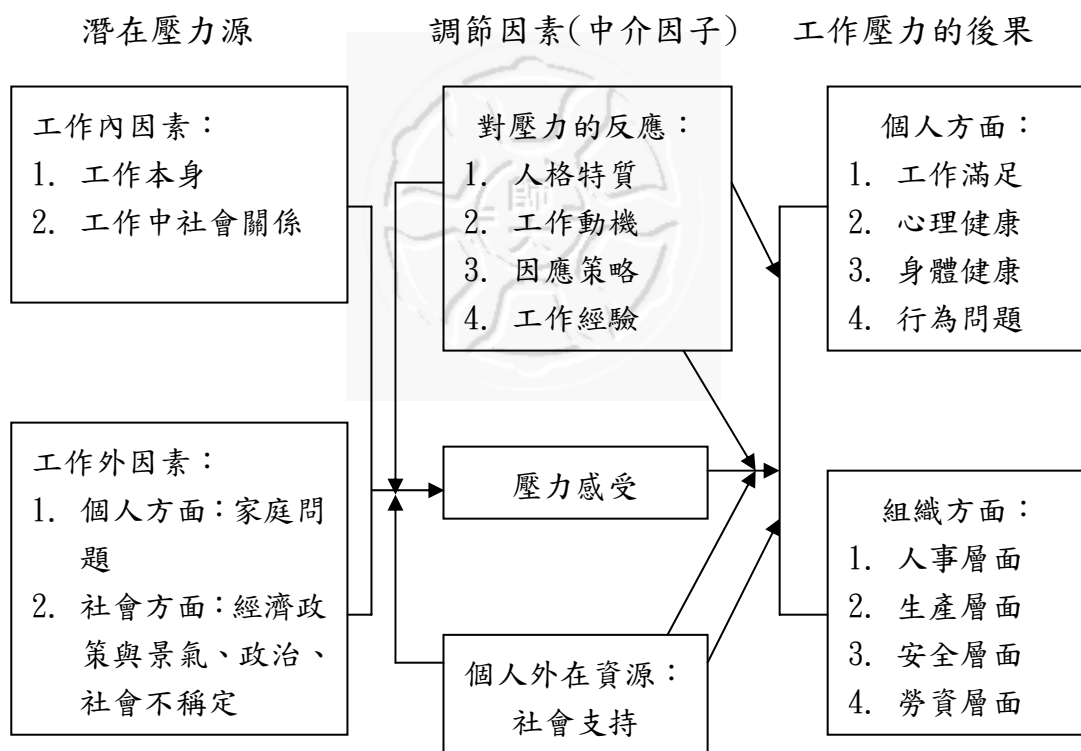 潛在壓力源
調節因素(中介因子)
工作壓力的後果
工作內因素：
1. 工作本身
2. 工作中社會關係
工作外因素：
1. 個人方面：家庭問
題
2. 社會方面：經濟政
策與景氣、政治、
社會不稱定
對壓力的反應：
1. 人格特質
2. 工作動機
3. 因應策略
4. 工作經驗
壓力感受
個人外在資源：
社會支持
個人方面：
1. 工作滿足
2. 心理健康
3. 身體健康
4. 行為問題
組織方面：
1. 人事層面
2. 生產層面
3. 安全層面
4. 勞資層面